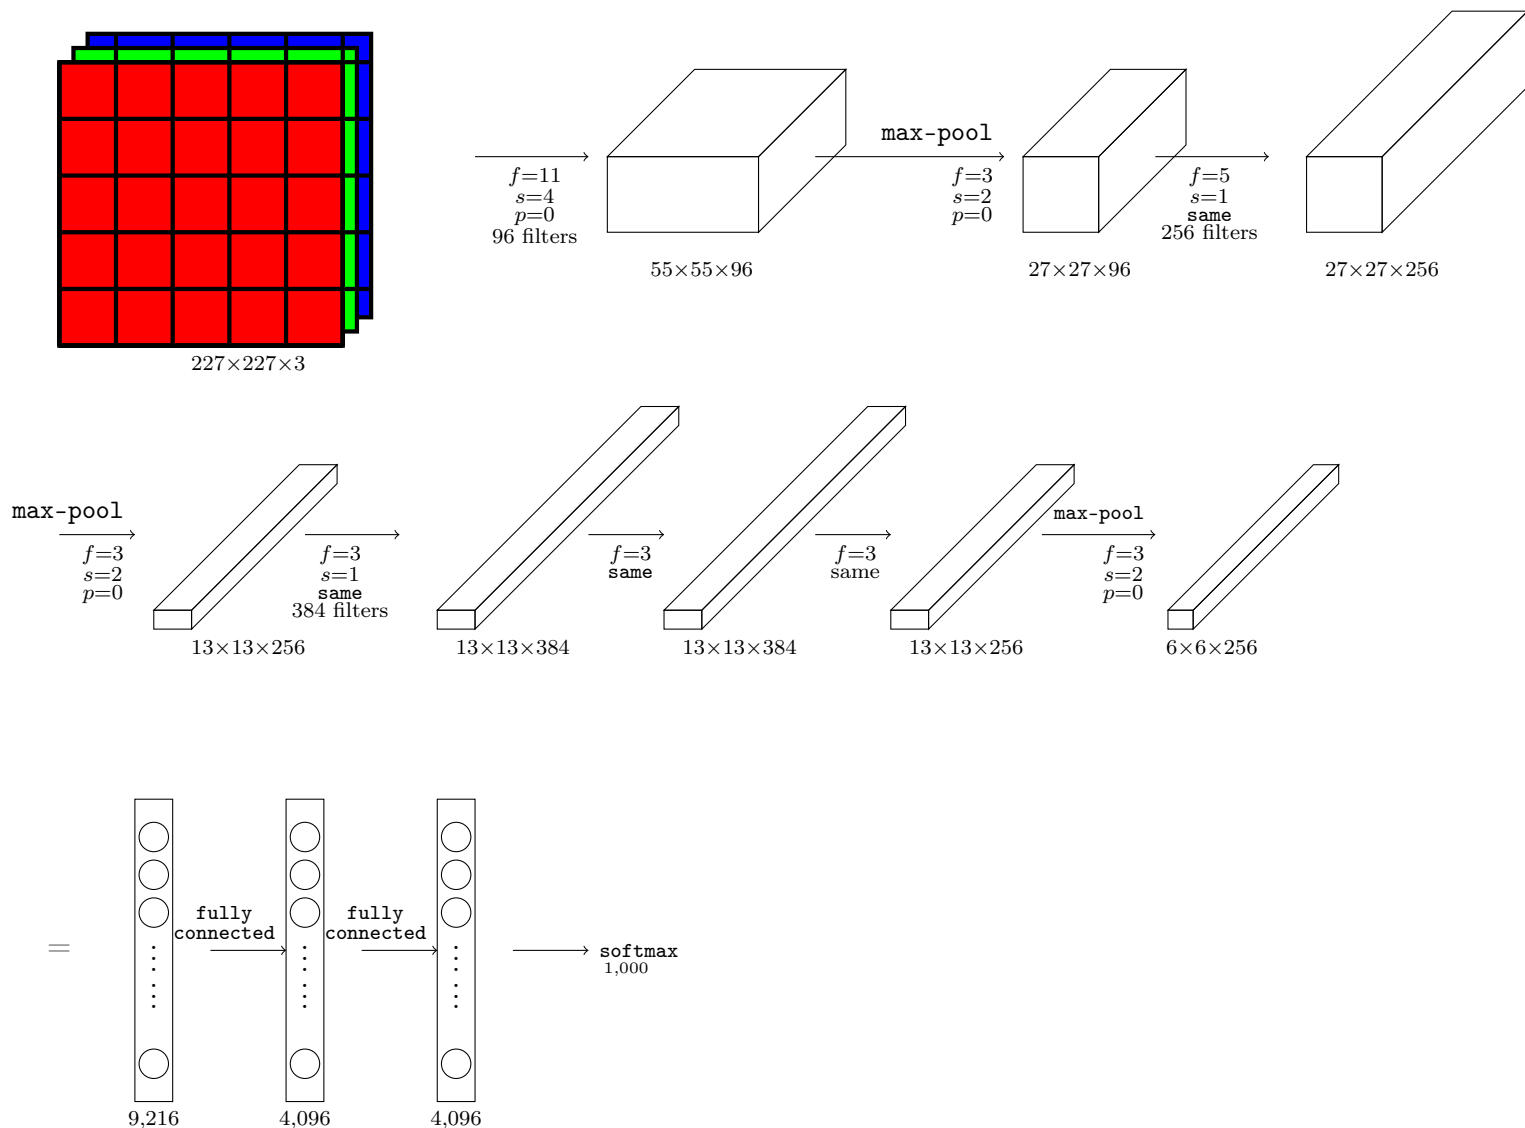 max-pool
f=11
s=4
p=0
96 filters
f=3
s=2
p=0
f=5
s=1
same
256 filters
55×55×96
27×27×96
27×27×256
227×227×3
max-pool
f=3
s=2
p=0
f=3
s=1
same
384 filters
f=3
same
f=3
same
max-pool
f=3
s=2
p=0
13×13×256
13×13×384
13×13×384
13×13×256
6×6×256
=
fully
connected
fully
connected
softmax
1,000
9,216
4,096
4,096